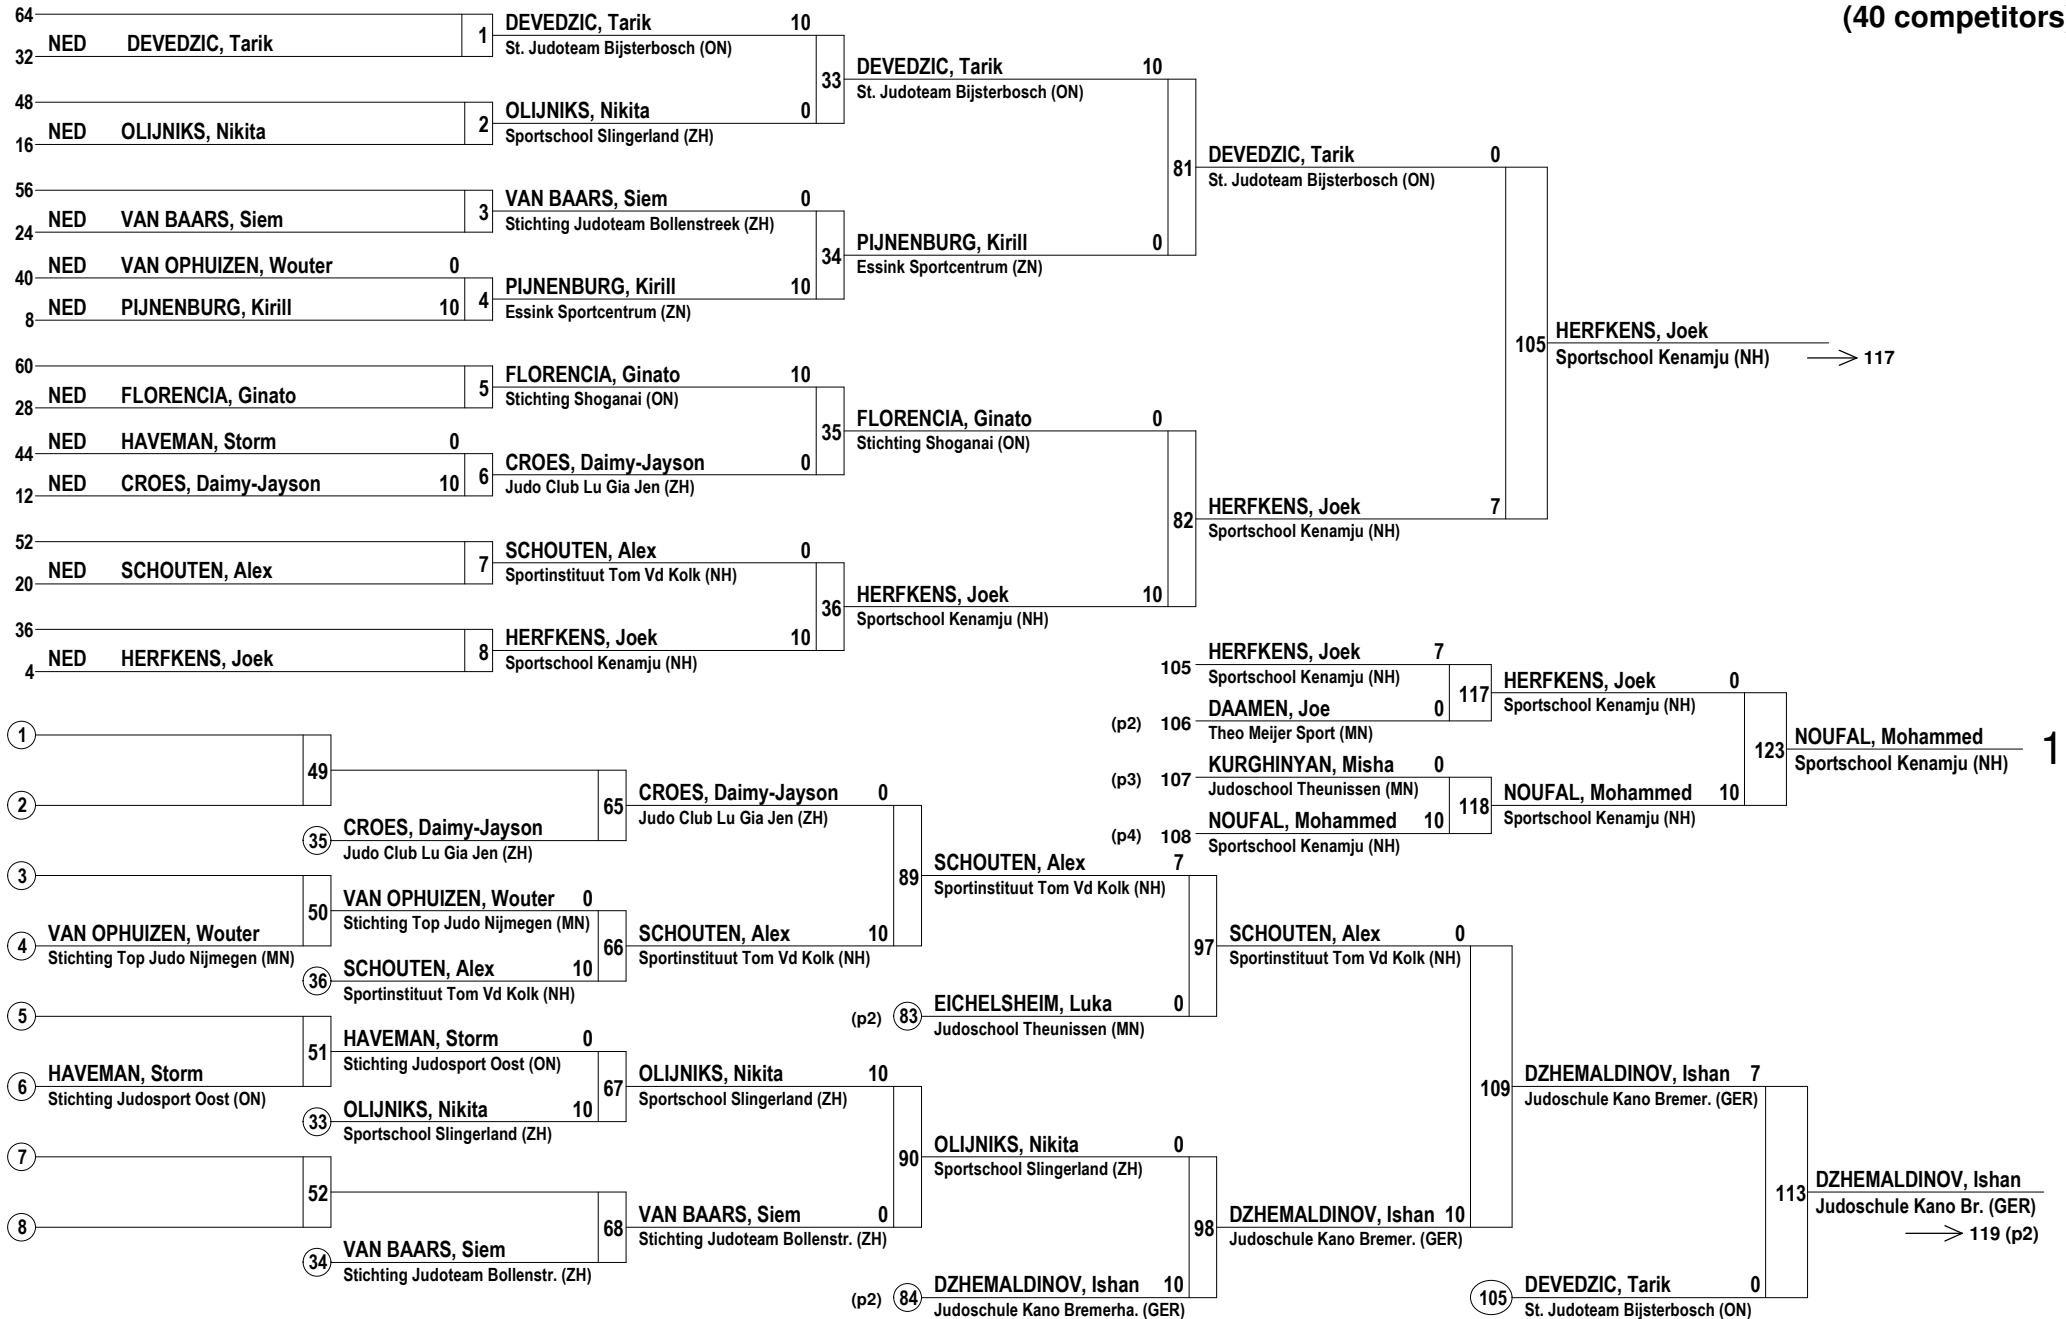 (40 competitors)
64
NED DEVEDZIC, Tarik
32
1
DEVEDZIC, Tarik 10
St. Judoteam Bijsterbosch (ON)
48
NED OLIJNIKS, Nikita
16
2
OLIJNIKS, Nikita 0
Sportschool Slingerland (ZH)
33
DEVEDZIC, Tarik 10
St. Judoteam Bijsterbosch (ON)
56
NED VAN BAARS, Siem
24
3
VAN BAARS, Siem 0
Stichting Judoteam Bollenstreek (ZH)
NED VAN OPHUIZEN, Wouter 0
40
NED PIJNENBURG, Kirill 10
8
4
PIJNENBURG, Kirill 10
Essink Sportcentrum (ZN)
34
PIJNENBURG, Kirill 0
Essink Sportcentrum (ZN)
81
DEVEDZIC, Tarik 0
St. Judoteam Bijsterbosch (ON)
60
NED FLORENCIA, Ginato
28
5
FLORENCIA, Ginato 10
Stichting Shoganai (ON)
NED HAVEMAN, Storm 0
44
NED CROES, Daimy-Jayson 10
12
6
CROES, Daimy-Jayson 0
Judo Club Lu Gia Jen (ZH)
35
FLORENCIA, Ginato 0
Stichting Shoganai (ON)
52
NED SCHOUTEN, Alex
20
7
SCHOUTEN, Alex 0
Sportinstituut Tom Vd Kolk (NH)
36
NED HERFKENS, Joek
4
8
HERFKENS, Joek 10
Sportschool Kenamju (NH)
36
HERFKENS, Joek 10
Sportschool Kenamju (NH)
82
HERFKENS, Joek 7
Sportschool Kenamju (NH)
105
HERFKENS, Joek
Sportschool Kenamju (NH)
117
105
HERFKENS, Joek 7
Sportschool Kenamju (NH)
(p2) 106
DAAMEN, Joe 0
Theo Meijer Sport (MN)
117
HERFKENS, Joek 0
Sportschool Kenamju (NH)
(p3) 107
KURGHINYAN, Misha 0
Judoschool Theunissen (MN)
(p4) 108
NOUFAL, Mohammed 10
Sportschool Kenamju (NH)
118
NOUFAL, Mohammed 10
Sportschool Kenamju (NH)
123
NOUFAL, Mohammed
Sportschool Kenamju (NH)
1
1
2
49
35
CROES, Daimy-Jayson
Judo Club Lu Gia Jen (ZH)
65
CROES, Daimy-Jayson 0
Judo Club Lu Gia Jen (ZH)
3
4
VAN OPHUIZEN, Wouter
Stichting Top Judo Nijmegen (MN)
50
VAN OPHUIZEN, Wouter 0
Stichting Top Judo Nijmegen (MN)
36
SCHOUTEN, Alex 10
Sportinstituut Tom Vd Kolk (NH)
66
SCHOUTEN, Alex 10
Sportinstituut Tom Vd Kolk (NH)
89
SCHOUTEN, Alex 7
Sportinstituut Tom Vd Kolk (NH)
(p2) 83
EICHELSHEIM, Luka 0
Judoschool Theunissen (MN)
97
SCHOUTEN, Alex 0
Sportinstituut Tom Vd Kolk (NH)
5
6
HAVEMAN, Storm
Stichting Judosport Oost (ON)
51
HAVEMAN, Storm 0
Stichting Judosport Oost (ON)
33
OLIJNIKS, Nikita 10
Sportschool Slingerland (ZH)
67
OLIJNIKS, Nikita 10
Sportschool Slingerland (ZH)
7
8
52
34
VAN BAARS, Siem
Stichting Judoteam Bollenstr. (ZH)
68
VAN BAARS, Siem 0
Stichting Judoteam Bollenstr. (ZH)
90
OLIJNIKS, Nikita 0
Sportschool Slingerland (ZH)
(p2) 84
DZHEMALDINOV, Ishan 10
Judoschule Kano Bremerha. (GER)
98
DZHEMALDINOV, Ishan 10
Judoschule Kano Bremer. (GER)
109
DZHEMALDINOV, Ishan 7
Judoschule Kano Bremer. (GER)
105
DEVEDZIC, Tarik 0
St. Judoteam Bijsterbosch (ON)
113
DZHEMALDINOV, Ishan
Judoschule Kano Br. (GER)
119 (p2)